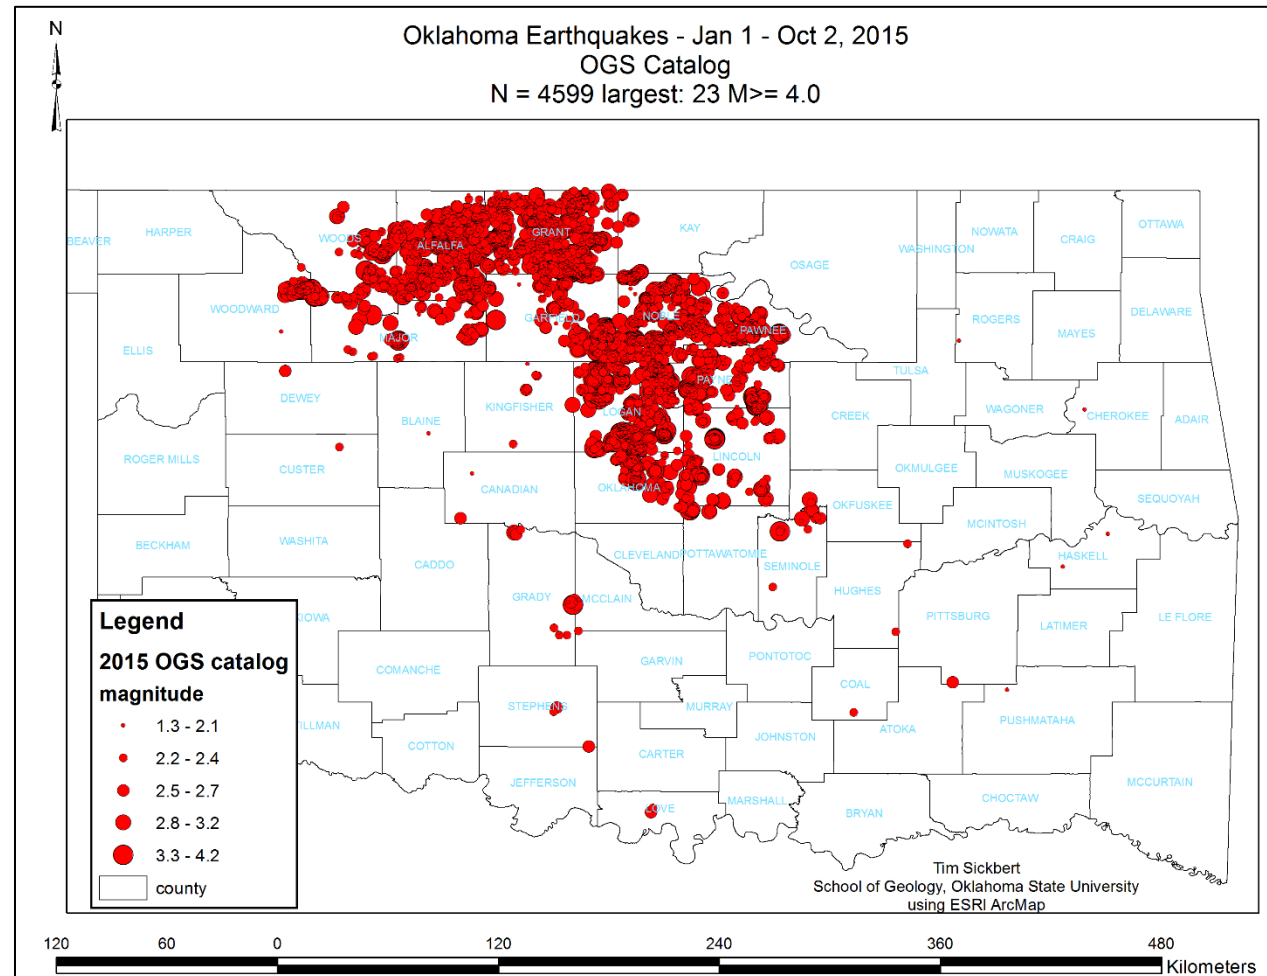 N
Oklahoma Earthquakes - Jan 1 - Oct 2, 2015
OGS Catalog
N = 4599 largest: 23 M>= 4.0
BEAVER
HARPER
WOODS
ALFALFA
GRANT
KAY
OSAGE
WASHINGTON
NOWATA
CRAIG
OTTAWA
WOODWARD
MAJOR
GARFIELD
NOBLE
PAWNEE
ROGERS
MAYES
DELAWARE
ELLIS
DEWEY
BLAINE
KINGFISHER
LOGAN
PAYNE
CREEK
TULSA
WAGONER
CHEROKEE
ADAIR
ROGER MILLS
CUSTER
CANADIAN
OKLAHOMA
LINCOLN
OKMULGEE
MUSKOGEE
SEQUOYAH
OKFUSKEE
MCINTOSH
BECKHAM
WASHITA
CADDO
CLEVELAND
POTTAWATOMIE
SEMINOLE
HASKELL
GRADY
MCCLAIN
HUGHES
PITTSBURG
LATIMER
LE FLORE
KIOWA
COMANCHE
GARVIN
PONTOTOC
COAL
STEPHENS
MURRAY
ATOKA
PUSHMATAHA
TILLMAN
COTTON
CARTER
JOHNSTON
JEFFERSON
LOVE
MARSHALL
BRYAN
CHOCTAW
MCCURTAIN
Legend
2015 OGS catalog
magnitude
1.3 - 2.1
2.2 - 2.4
2.5 - 2.7
2.8 - 3.2
3.3 - 4.2
county
Tim Sickbert
School of Geology, Oklahoma State University
using ESRI ArcMap
120 60 0 120 240 360 480
Kilometers